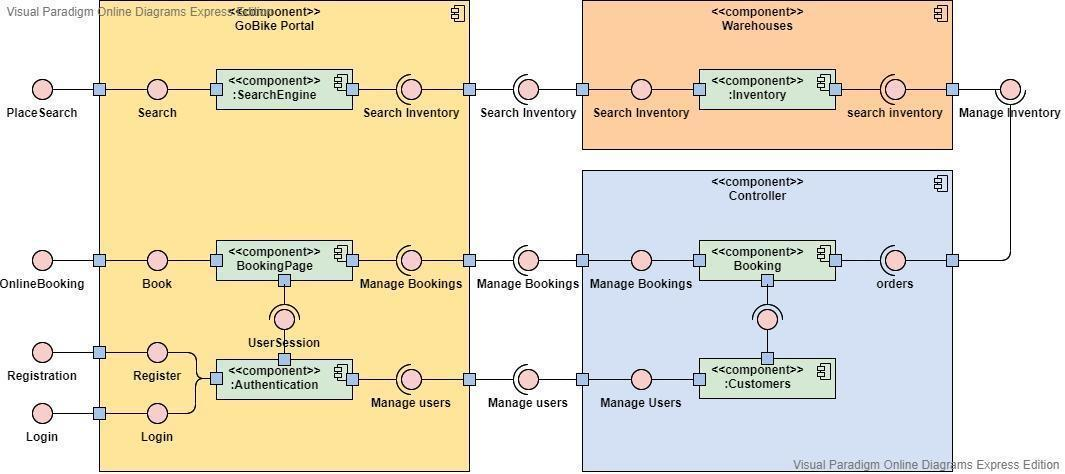 Visual Paradigm Online Diagrams Express Edition
<<component>>
GoBike Portal
<<component>>
Warehouses
<<component>>
:SearchEngine
<<component>>
:Inventory
PlaceSearch
Search
Search Inventory
Search Inventory
Search Inventory
search inventory
Manage Inventory
<<component>>
Controller
<<component>>
BookingPage
<<component>>
Booking
OnlineBooking
Book
Manage Bookings
Manage Bookings
Manage Bookings
orders
UserSession
Registration
Register
<<component>>
:Authentication
<<component>>
:Customers
Manage users
Manage users
Manage Users
Login
Login
Visual Paradigm Online Diagrams Express Edition